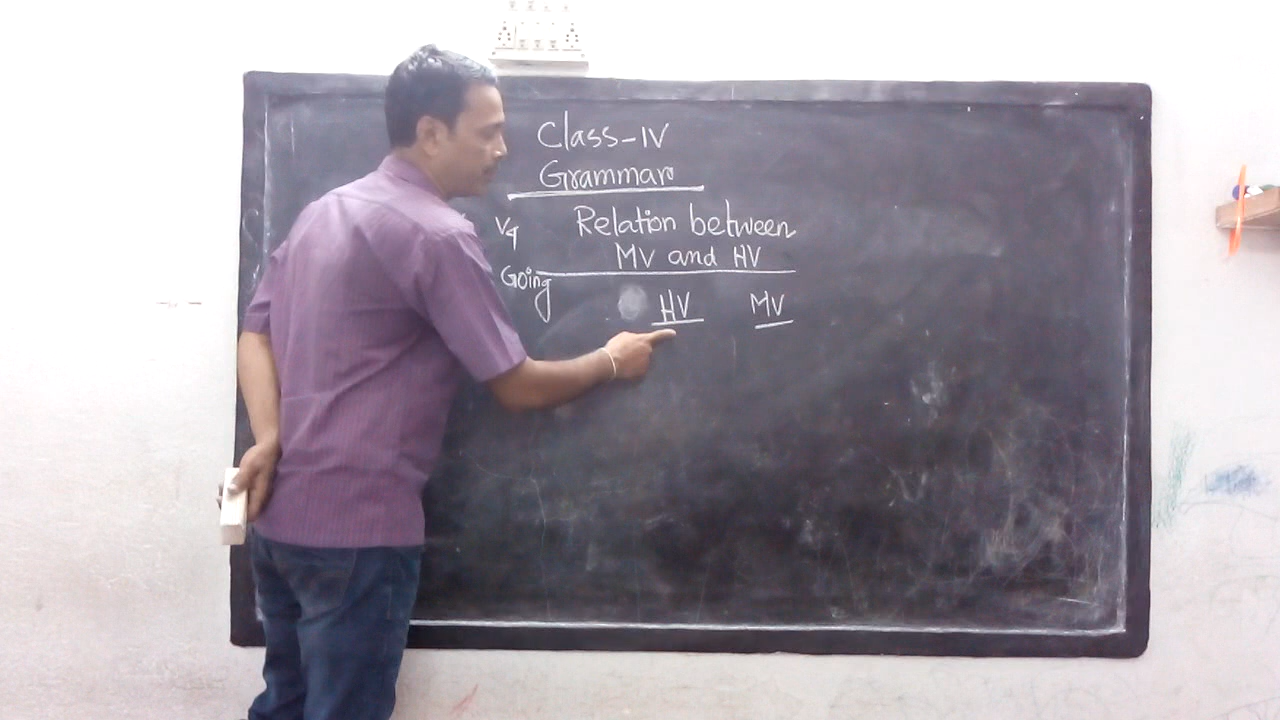 Class-IV
Grammar
V4 Relation between
MV and HV
Going
HV MV